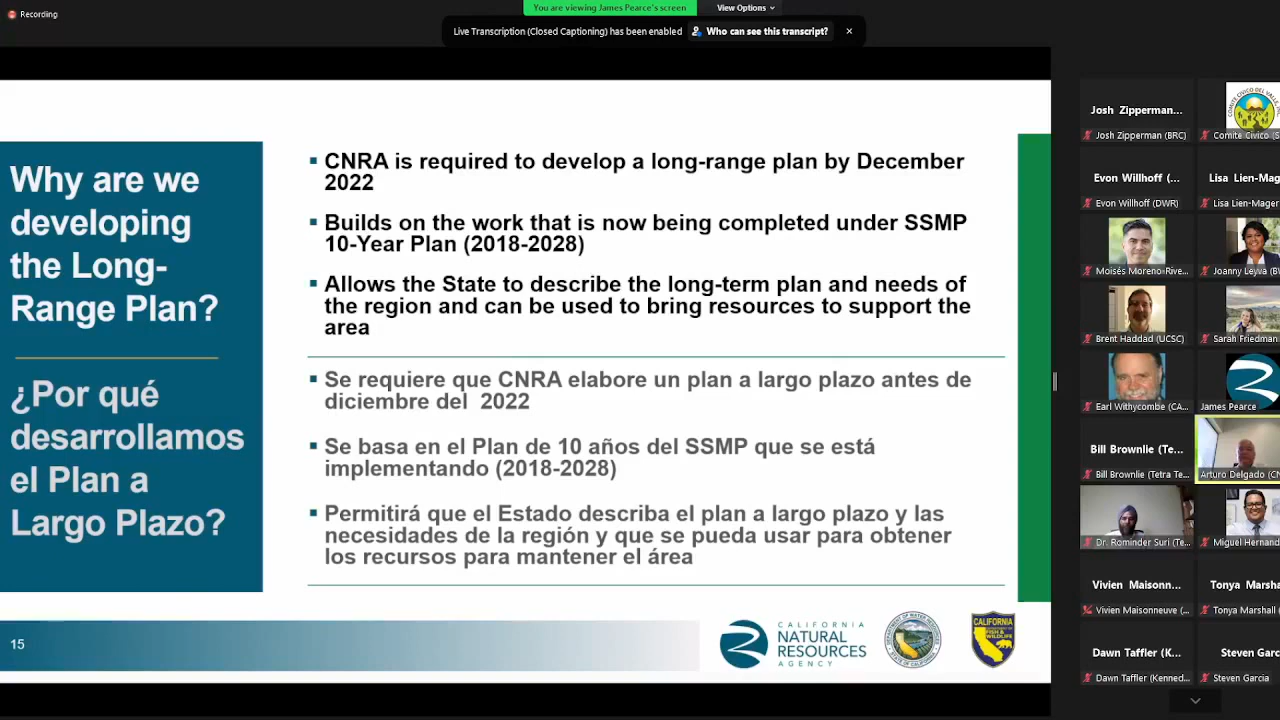 Recording
You are viewing James Pearce's screen
View Options
Live Transcription (Closed Captioning) has been enabled
Who can see this transcript?
Why are we
developing
the Long-
Range Plan?
¿Por qué
desarrollamos
el Plan a
Largo Plazo?
▪ CNRA is required to develop a long-range plan by December
2022
▪ Builds on the work that is now being completed under SSMP
10-Year Plan (2018-2028)
▪ Allows the State to describe the long-term plan and needs of
the region and can be used to bring resources to support the
area
▪ Se requiere que CNRA elabore un plan a largo plazo antes de
diciembre del 2022
▪ Se basa en el Plan de 10 años del SSMP que se está
implementando (2018-2028)
▪ Permitirá que el Estado describa el plan a largo plazo y las
necesidades de la región y que se pueda usar para obtener
los recursos para mantener el área
15
CALIFORNIA
NATURAL
RESOURCES
AGENCY
CALIFORNIA
FISH &
WILDLIFE
Josh Zipperman...
Josh Zipperman (BRC)
Comite Civico (S
Evon Willhoff (...
Evon Willhoff (DWR)
Lisa Lien-Mag
Lisa Lien-Mager
Moisés Moreno-Rive...
Joanny Leyva (B
Brent Haddad (UCSC)
Sarah Friedman
Earl Withycombe (CA...
James Pearce
Bill Brownlie (Te...
Bill Brownlie (Tetra Te...
Arturo Delgado (CN
Dr. Rominder Suri (Te...
Miguel Hernand
Vivien Maisonn...
Vivien Maisonneuve (...
Tonya Marsha
Tonya Marshall (
Dawn Taffler (K...
Dawn Taffler (Kenned...
Steven Garc
Steven Garcia